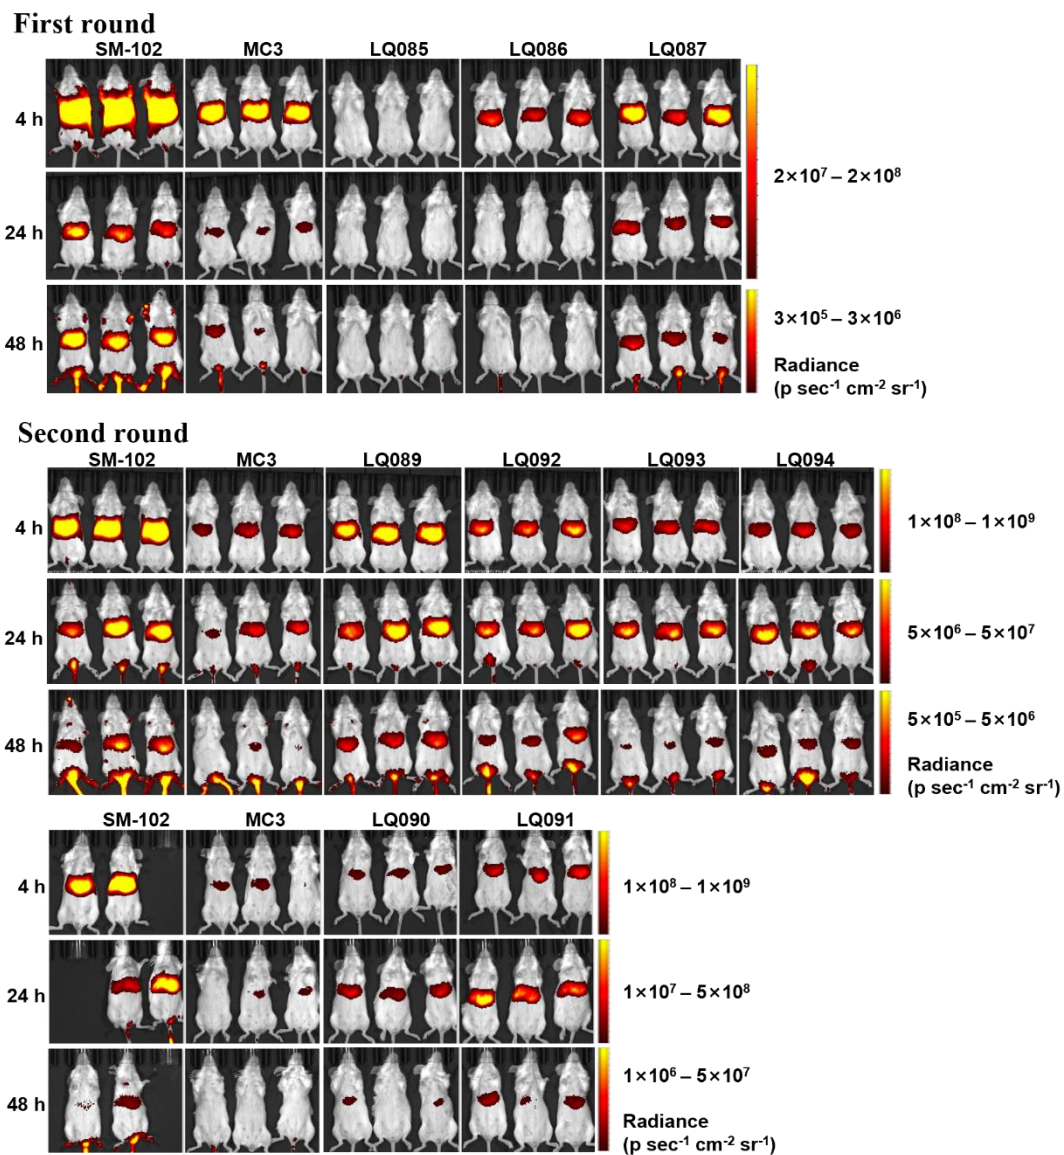 First round
SM-102 MC3 LQ085 LQ086 LQ087
4 h
2×10⁷ – 2×10⁸
24 h
3×10⁵ – 3×10⁶
48 h
Radiance
(p sec⁻¹ cm⁻² sr⁻¹)
Second round
SM-102 MC3 LQ089 LQ092 LQ093 LQ094
4 h
1×10⁸ – 1×10⁹
24 h
5×10⁶ – 5×10⁷
48 h
5×10⁵ – 5×10⁶
Radiance
(p sec⁻¹ cm⁻² sr⁻¹)
SM-102 MC3 LQ090 LQ091
4 h
1×10⁸ – 1×10⁹
24 h
1×10⁷ – 5×10⁸
48 h
1×10⁶ – 5×10⁷
Radiance
(p sec⁻¹ cm⁻² sr⁻¹)